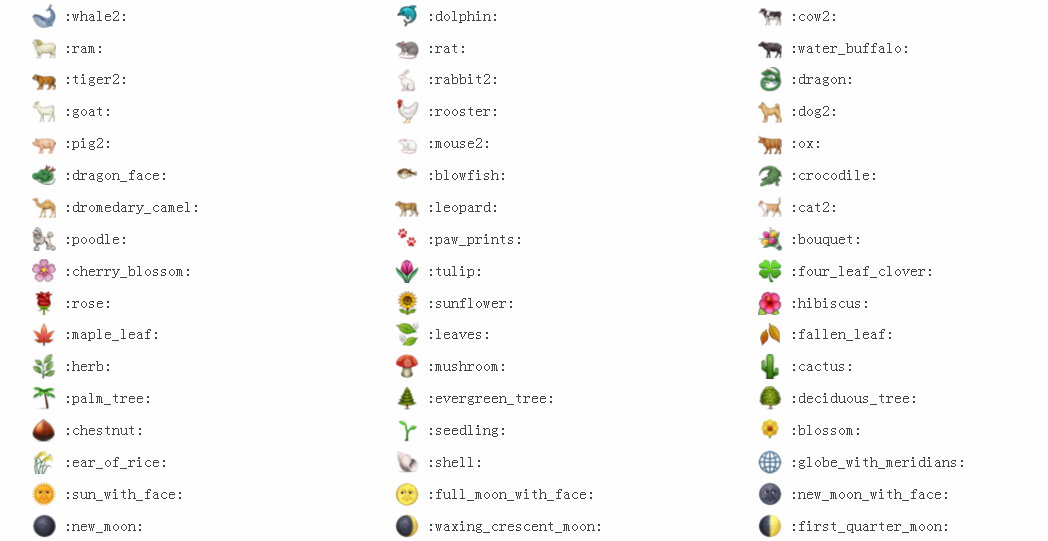 :whale2: :dolphin: :cow2:
:ram: :rat: :water_buffalo:
:tiger2: :rabbit2: :dragon:
:goat: :rooster: :dog2:
:pig2: :mouse2: :ox:
:dragon_face: :blowfish: :crocodile:
:dromedary_camel: :leopard: :cat2:
:poodle: :paw_prints: :bouquet:
:cherry_blossom: :tulip: :four_leaf_clover:
:rose: :sunflower: :hibiscus:
:maple_leaf: :leaves: :fallen_leaf:
:herb: :mushroom: :cactus:
:palm_tree: :evergreen_tree: :deciduous_tree:
:chestnut: :seedling: :blossom:
:ear_of_rice: :shell: :globe_with_meridians:
:sun_with_face: :full_moon_with_face: :new_moon_with_face:
:new_moon: :waxing_crescent_moon: :first_quarter_moon: